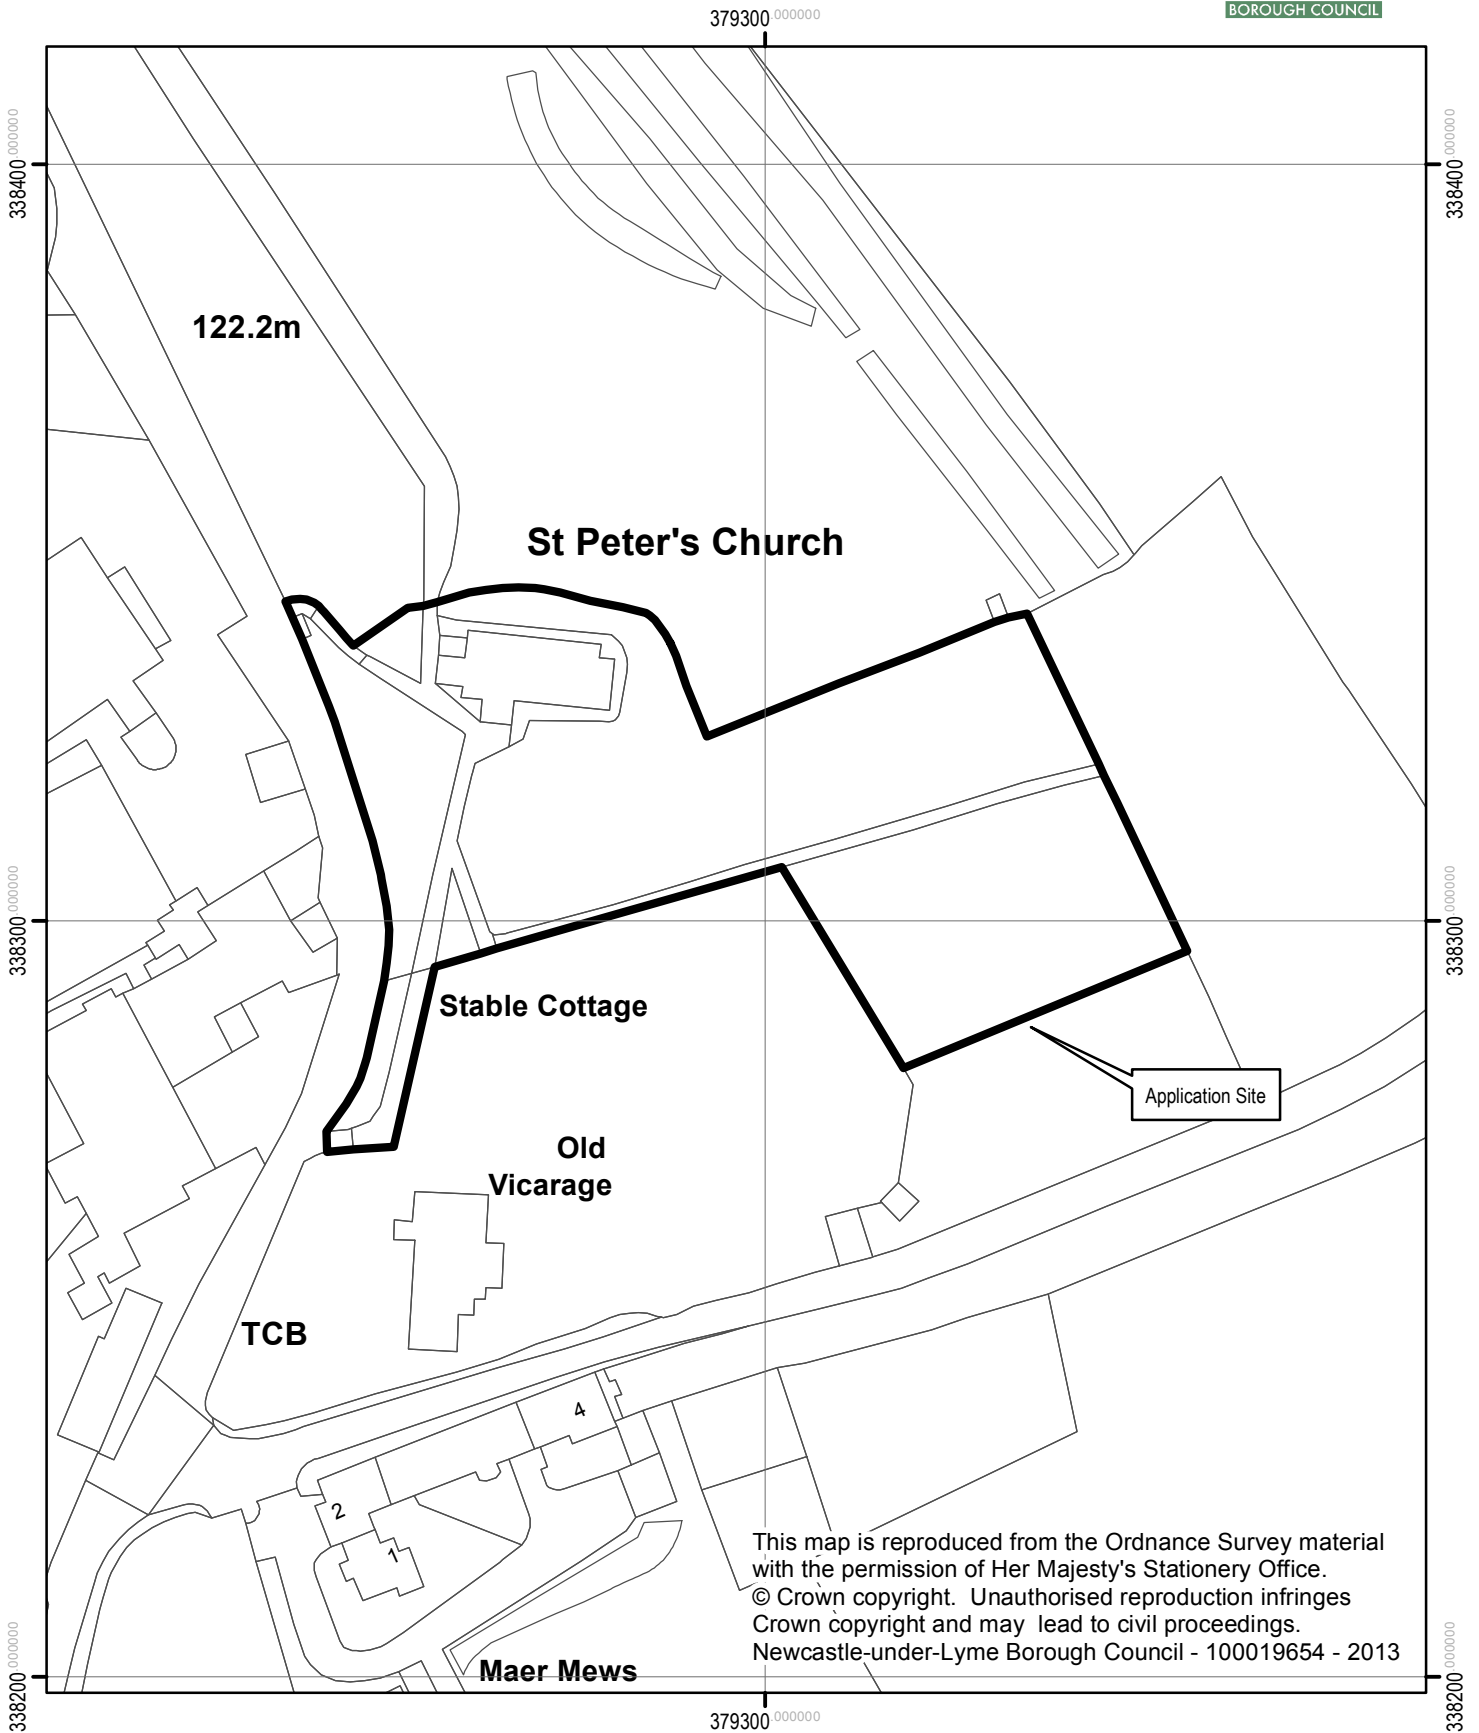 BOROUGH COUNCIL
379300.000000
338400.000000
338400.000000
122.2m
St Peter's Church
338300.000000
338300.000000
Stable Cottage
Application Site
Old
Vicarage
TCB
4
2
1
This map is reproduced from the Ordnance Survey material
with the permission of Her Majesty's Stationery Office.
© Crown copyright. Unauthorised reproduction infringes
Crown copyright and may lead to civil proceedings.
Newcastle-under-Lyme Borough Council - 100019654 - 2013
Maer Mews
338200.000000
338200.000000
379300.000000